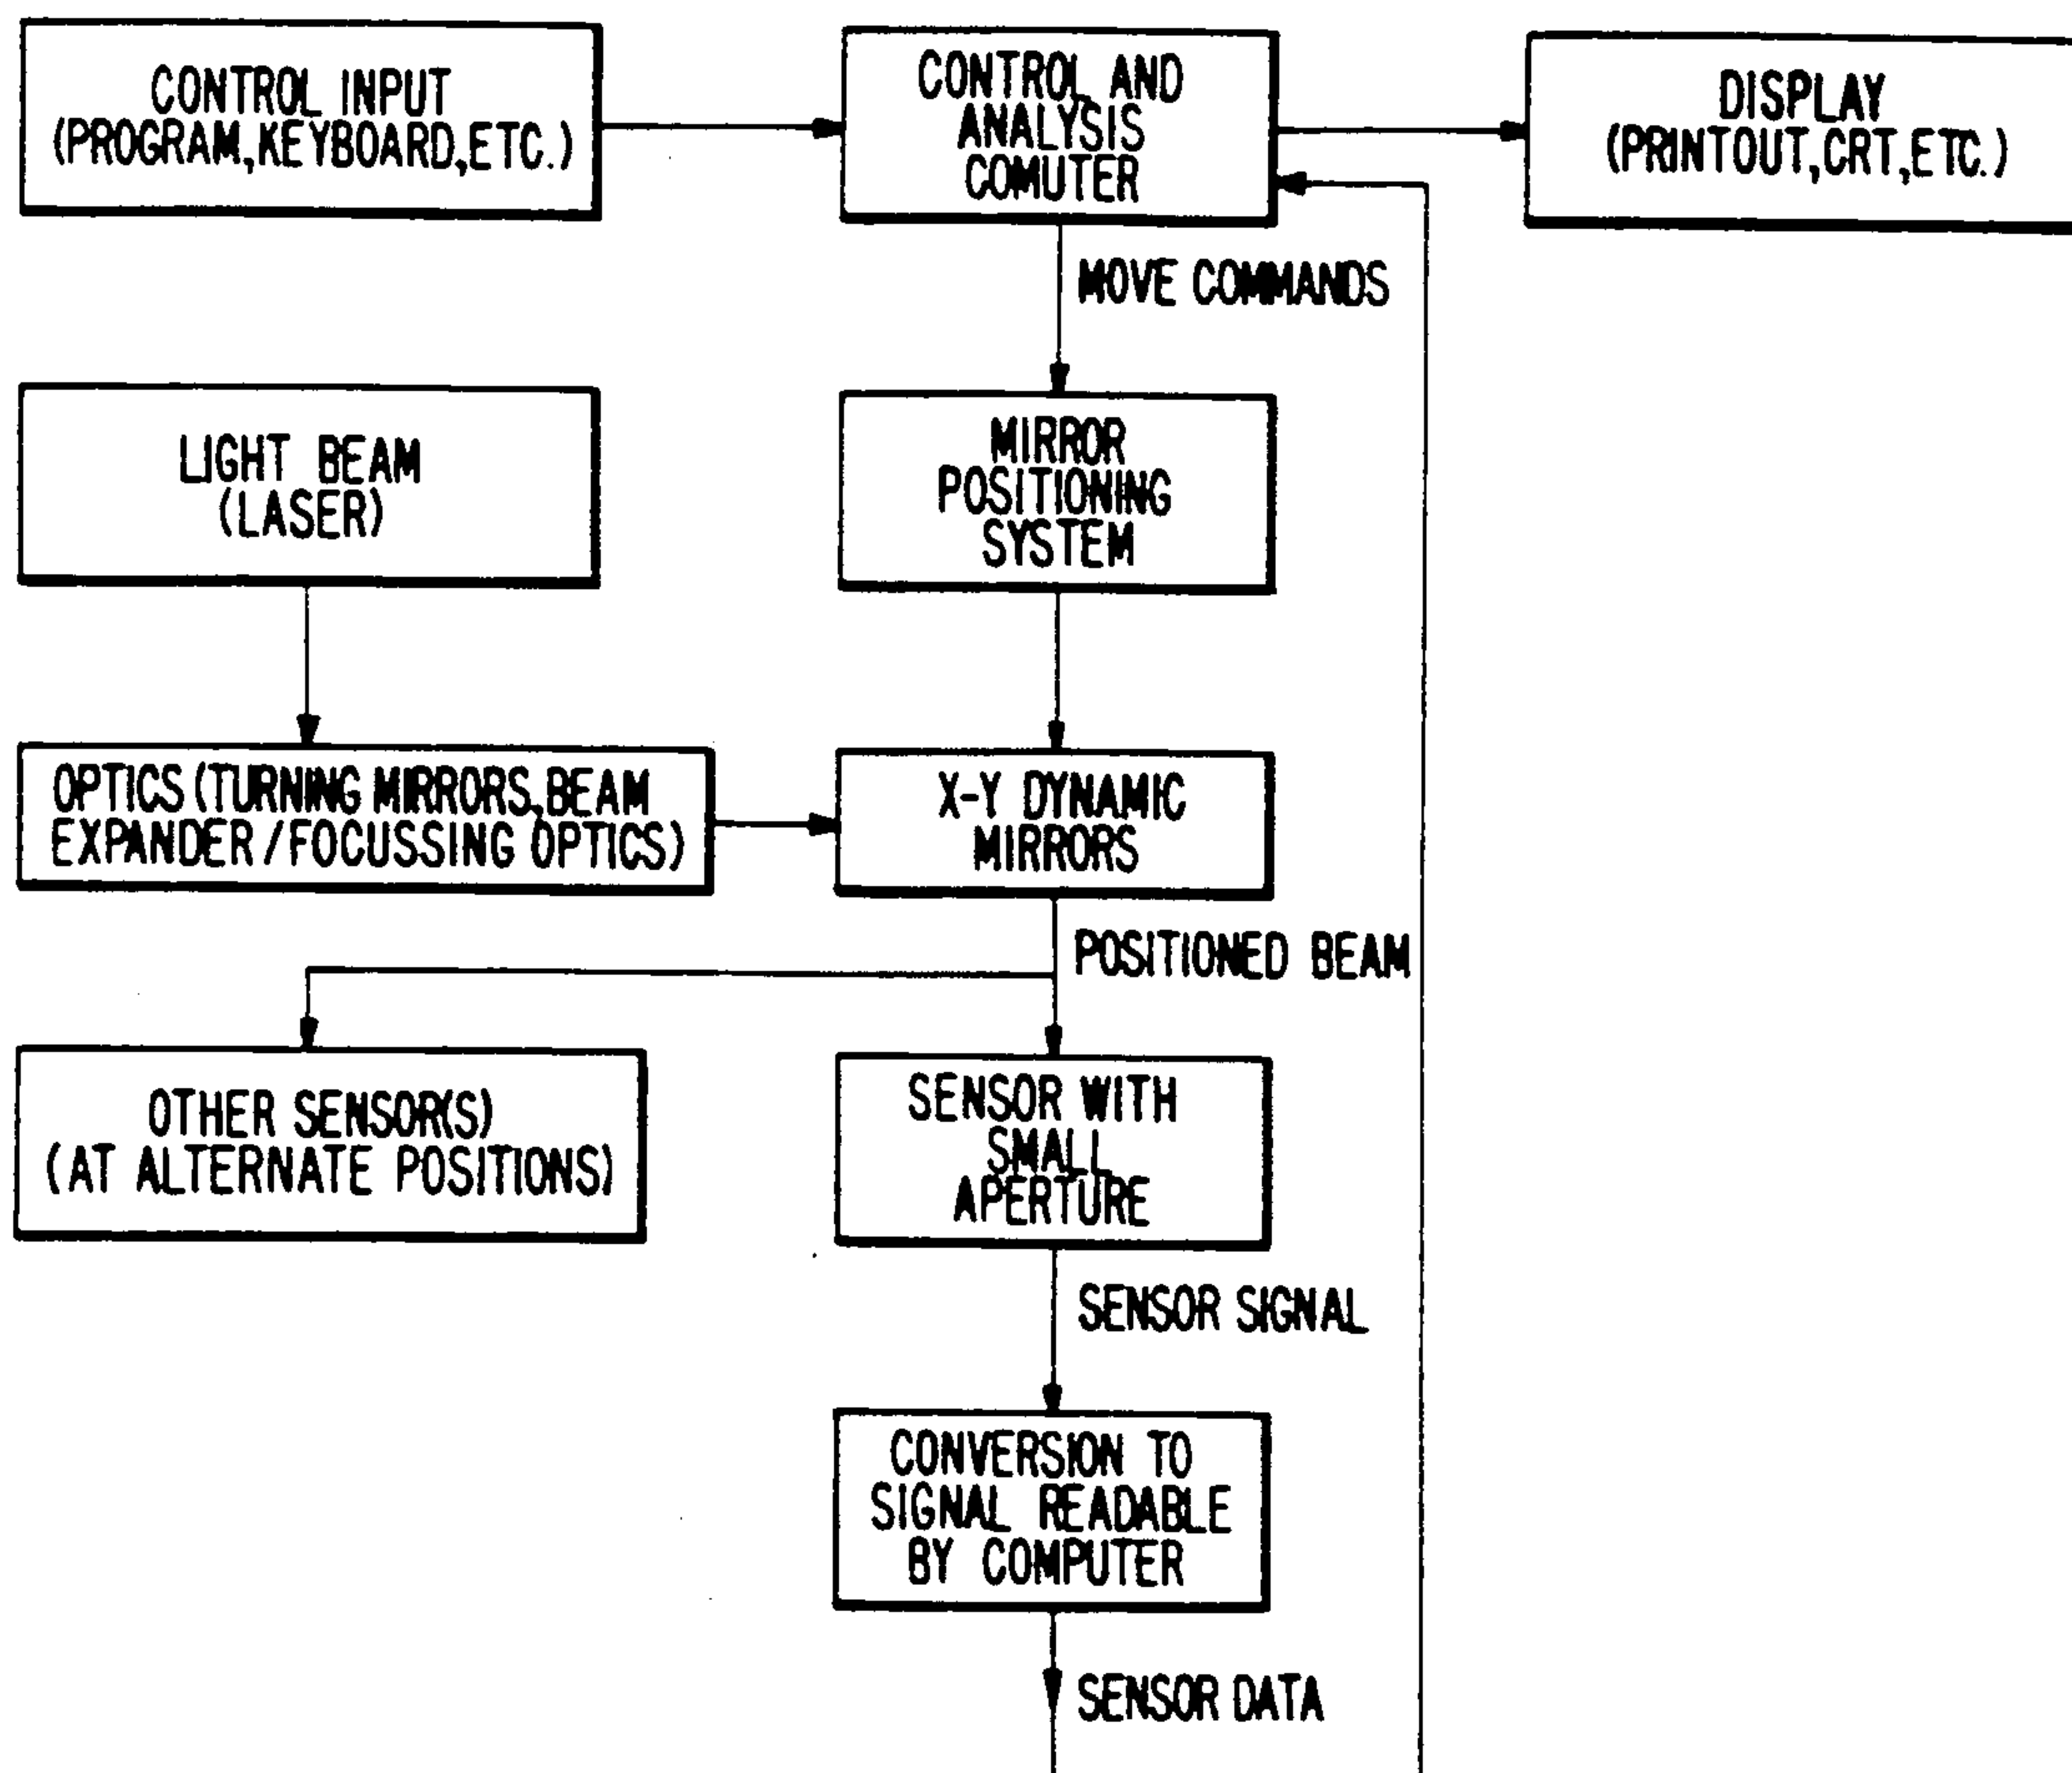 CONTROL INPUT
(PROGRAM,KEYBOARD,ETC.)
CONTROL AND
ANALYSIS
COMUTER
DISPLAY
(PRINTOUT,CRT,ETC.)
MOVE COMMANDS
LIGHT BEAM
(LASER)
MIRROR
POSITIONING
SYSTEM
OPTICS (TURNING MIRRORS,BEAM
EXPANDER/FOCUSSING OPTICS)
X-Y DYNAMIC
MIRRORS
POSITIONED BEAM
OTHER SENSOR(S)
(AT ALTERNATE POSITIONS)
SENSOR WITH
SMALL
APERTURE
SENSOR SIGNAL
CONVERSION TO
SIGNAL READABLE
BY COMPUTER
SENSOR DATA